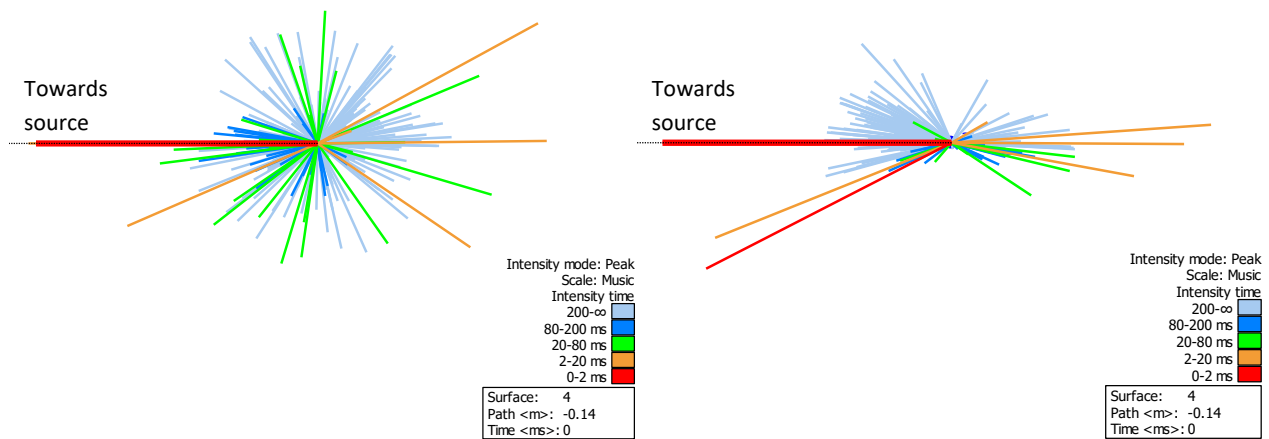 Towards
source
Intensity mode: Peak
Scale: Music
Intensity time
200-∞
80-200 ms
20-80 ms
2-20 ms
0-2 ms
Surface: 4
Path <m>: -0.14
Time <ms>: 0
Towards
source
Intensity mode: Peak
Scale: Music
Intensity time
200-∞
80-200 ms
20-80 ms
2-20 ms
0-2 ms
Surface: 4
Path <m>: -0.14
Time <ms>: 0